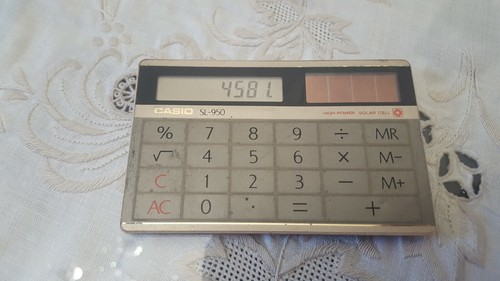 4581.
CASIO SL-950 HIGH POWER SOLAR CELL
% 7 8 9 ÷ MR
√ 4 5 6 × M−
C 1 2 3 − M+
AC 0 · = +